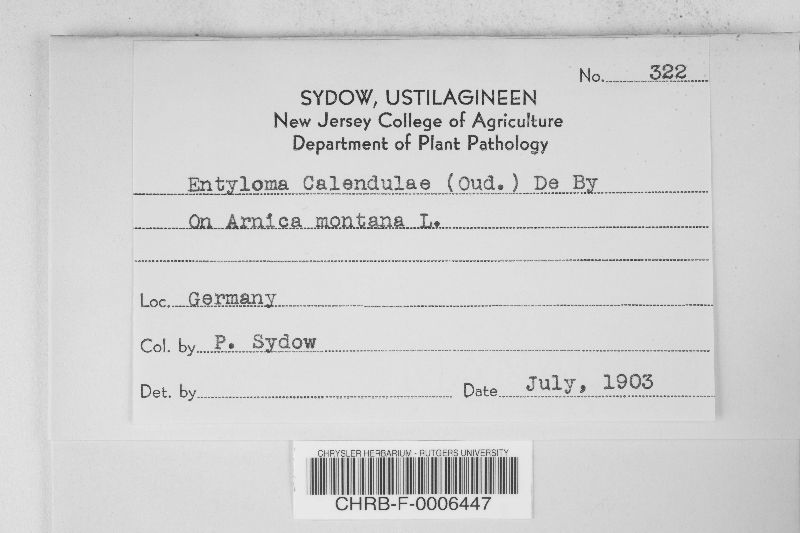 No. 322
SYDOW, USTILAGINEEN
New Jersey College of Agriculture
Department of Plant Pathology
Entyloma Calendulae (Oud.) De By
On Arnica montana L.
Loc. Germany
Col. by P. Sydow
Det. by
Date July, 1903
CHRYSLER HERBARIUM - RUTGERS UNIVERSITY
CHRB-F-0006447